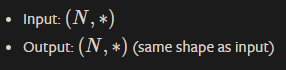 • Input: (N, *)
• Output: (N, *) (same shape as input)